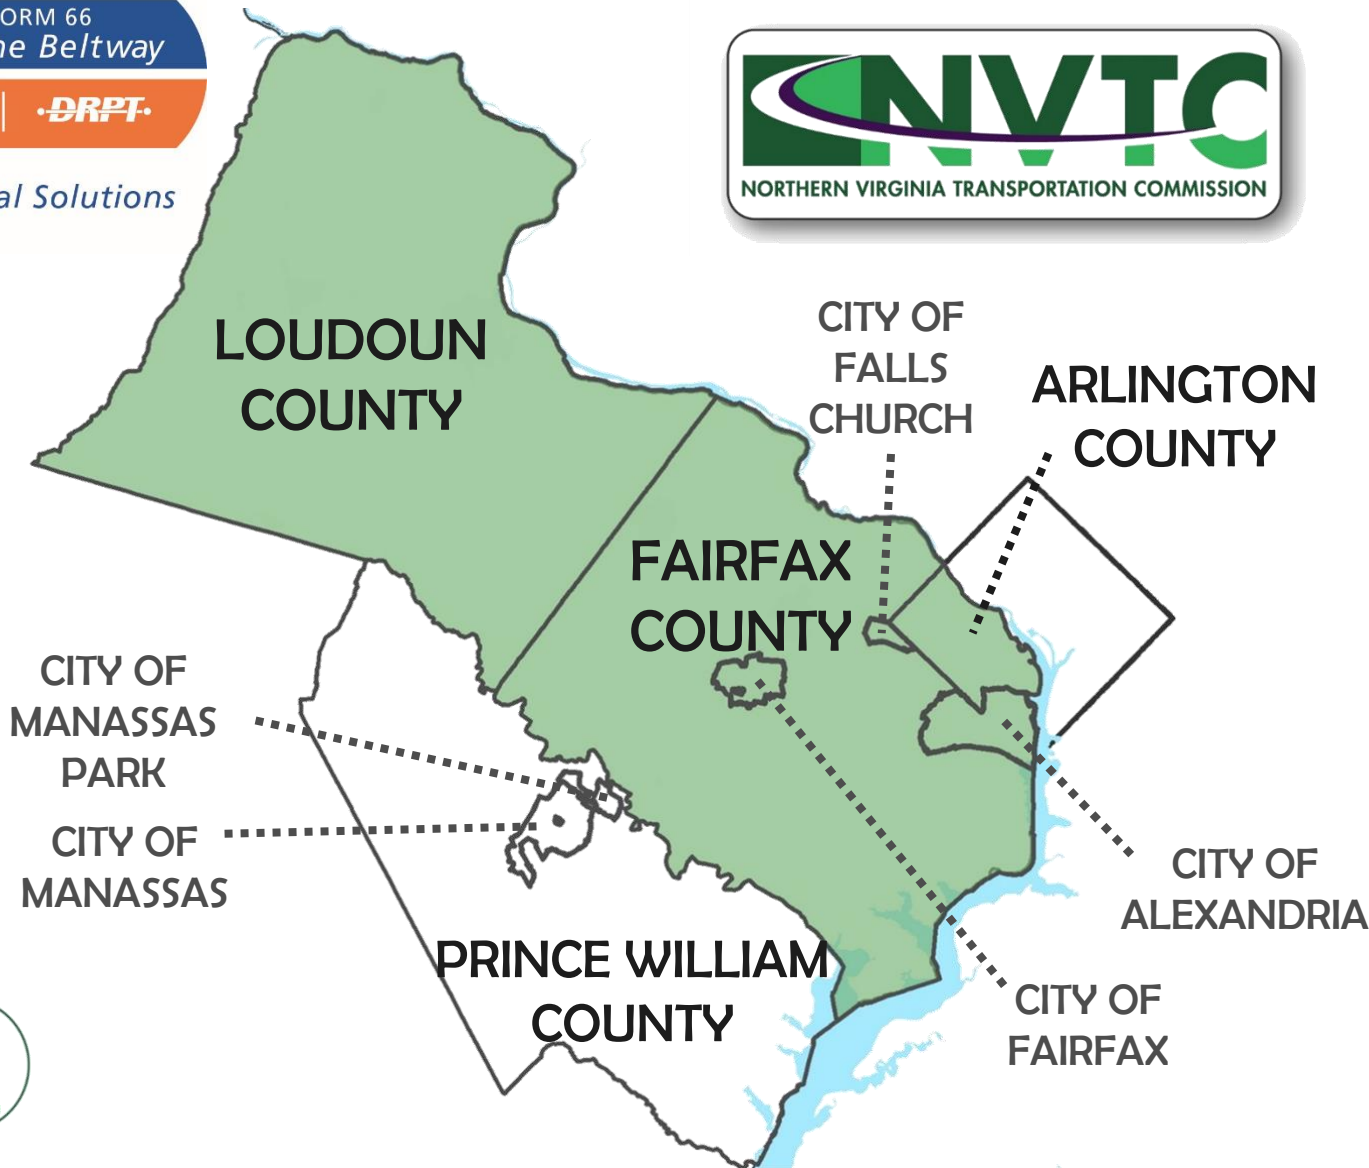 ORM 66
ne Beltway
DRPT
al Solutions
NVTC
NORTHERN VIRGINIA TRANSPORTATION COMMISSION
LOUDOUN
COUNTY
CITY OF
FALLS
CHURCH
ARLINGTON
COUNTY
FAIRFAX
COUNTY
CITY OF
MANASSAS
PARK
CITY OF
MANASSAS
PRINCE WILLIAM
COUNTY
CITY OF
ALEXANDRIA
CITY OF
FAIRFAX